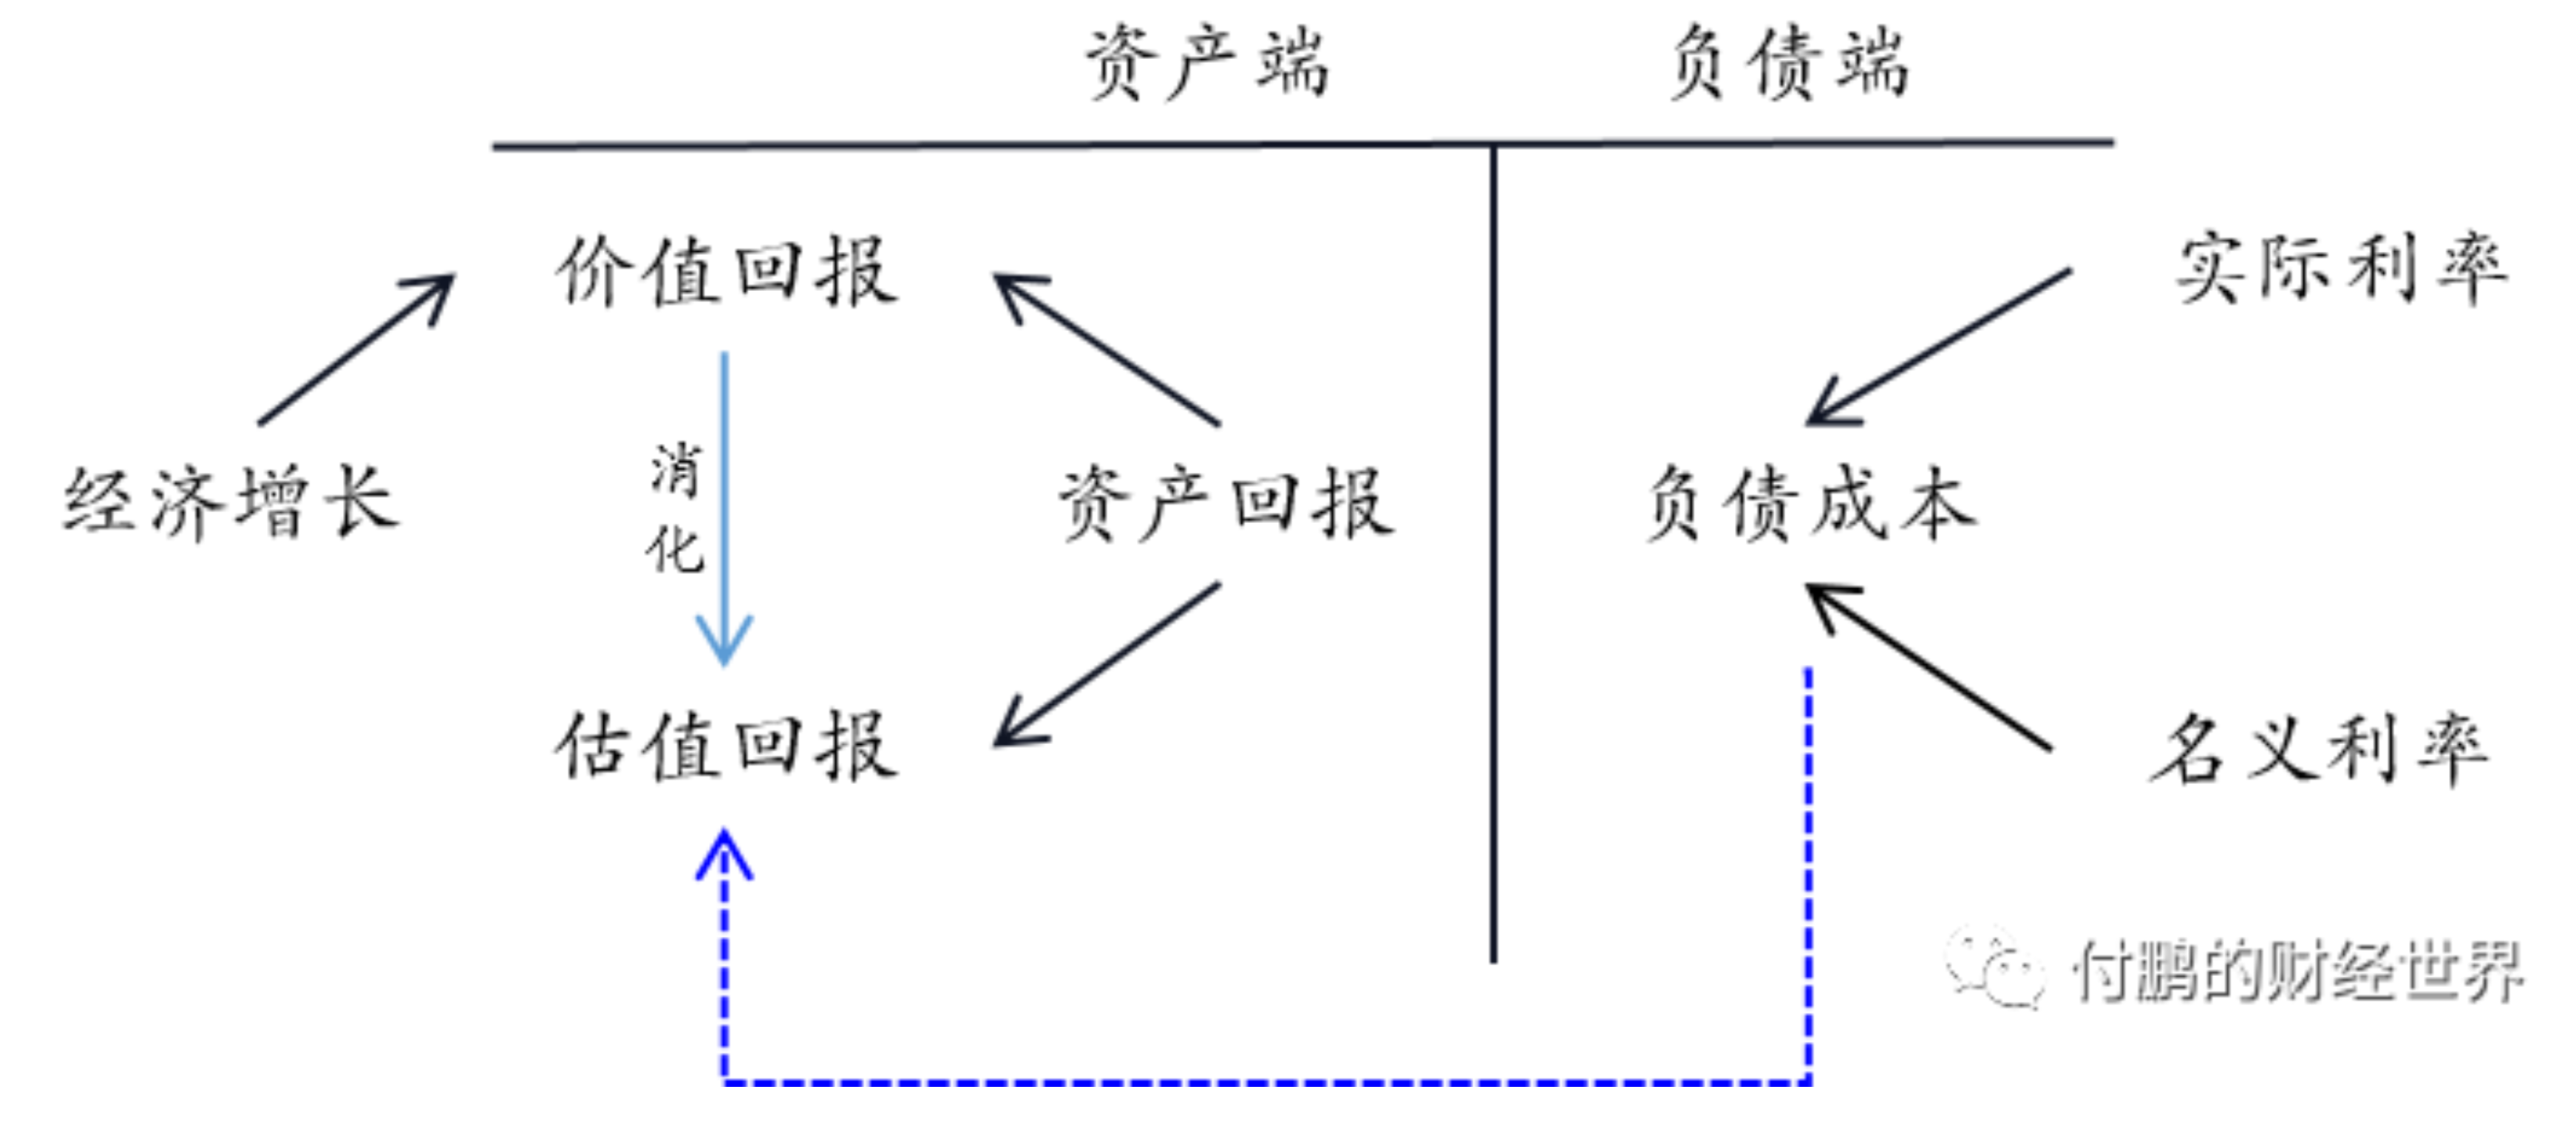 资产端 负债端
价值回报 实际利率
消化
经济增长 资产回报 负债成本
估值回报 名义利率
付鹏的财经世界